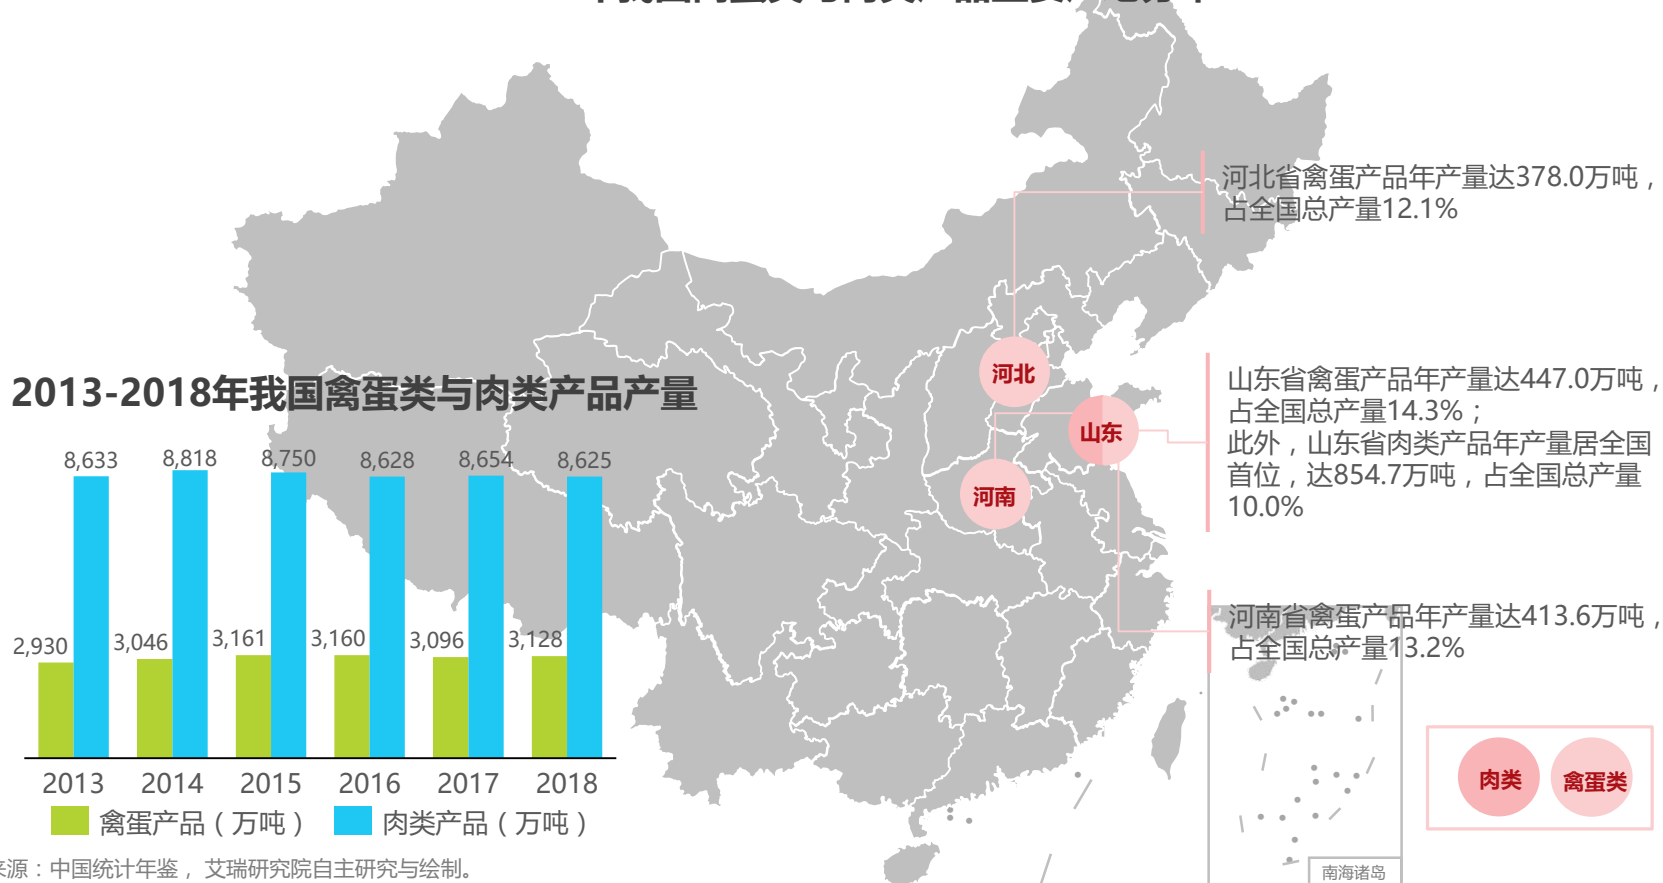 河北省禽蛋产品年产量达378.0万吨，
占全国总产量12.1%
河北
2013-2018年我国禽蛋类与肉类产品产量
山东省禽蛋产品年产量达447.0万吨，
占全国总产量14.3%；
此外，山东省肉类产品年产量居全国
首位，达854.7万吨，占全国总产量
10.0%
山东
河南
8,633 8,818 8,750 8,628 8,654 8,625
2,930 3,046 3,161 3,160 3,096 3,128
河南省禽蛋产品年产量达413.6万吨，
占全国总产量13.2%
2013 2014 2015 2016 2017 2018
禽蛋产品（万吨） 肉类产品（万吨）
肉类 禽蛋类
南海诸岛
来源：中国统计年鉴，艾瑞研究院自主研究与绘制。